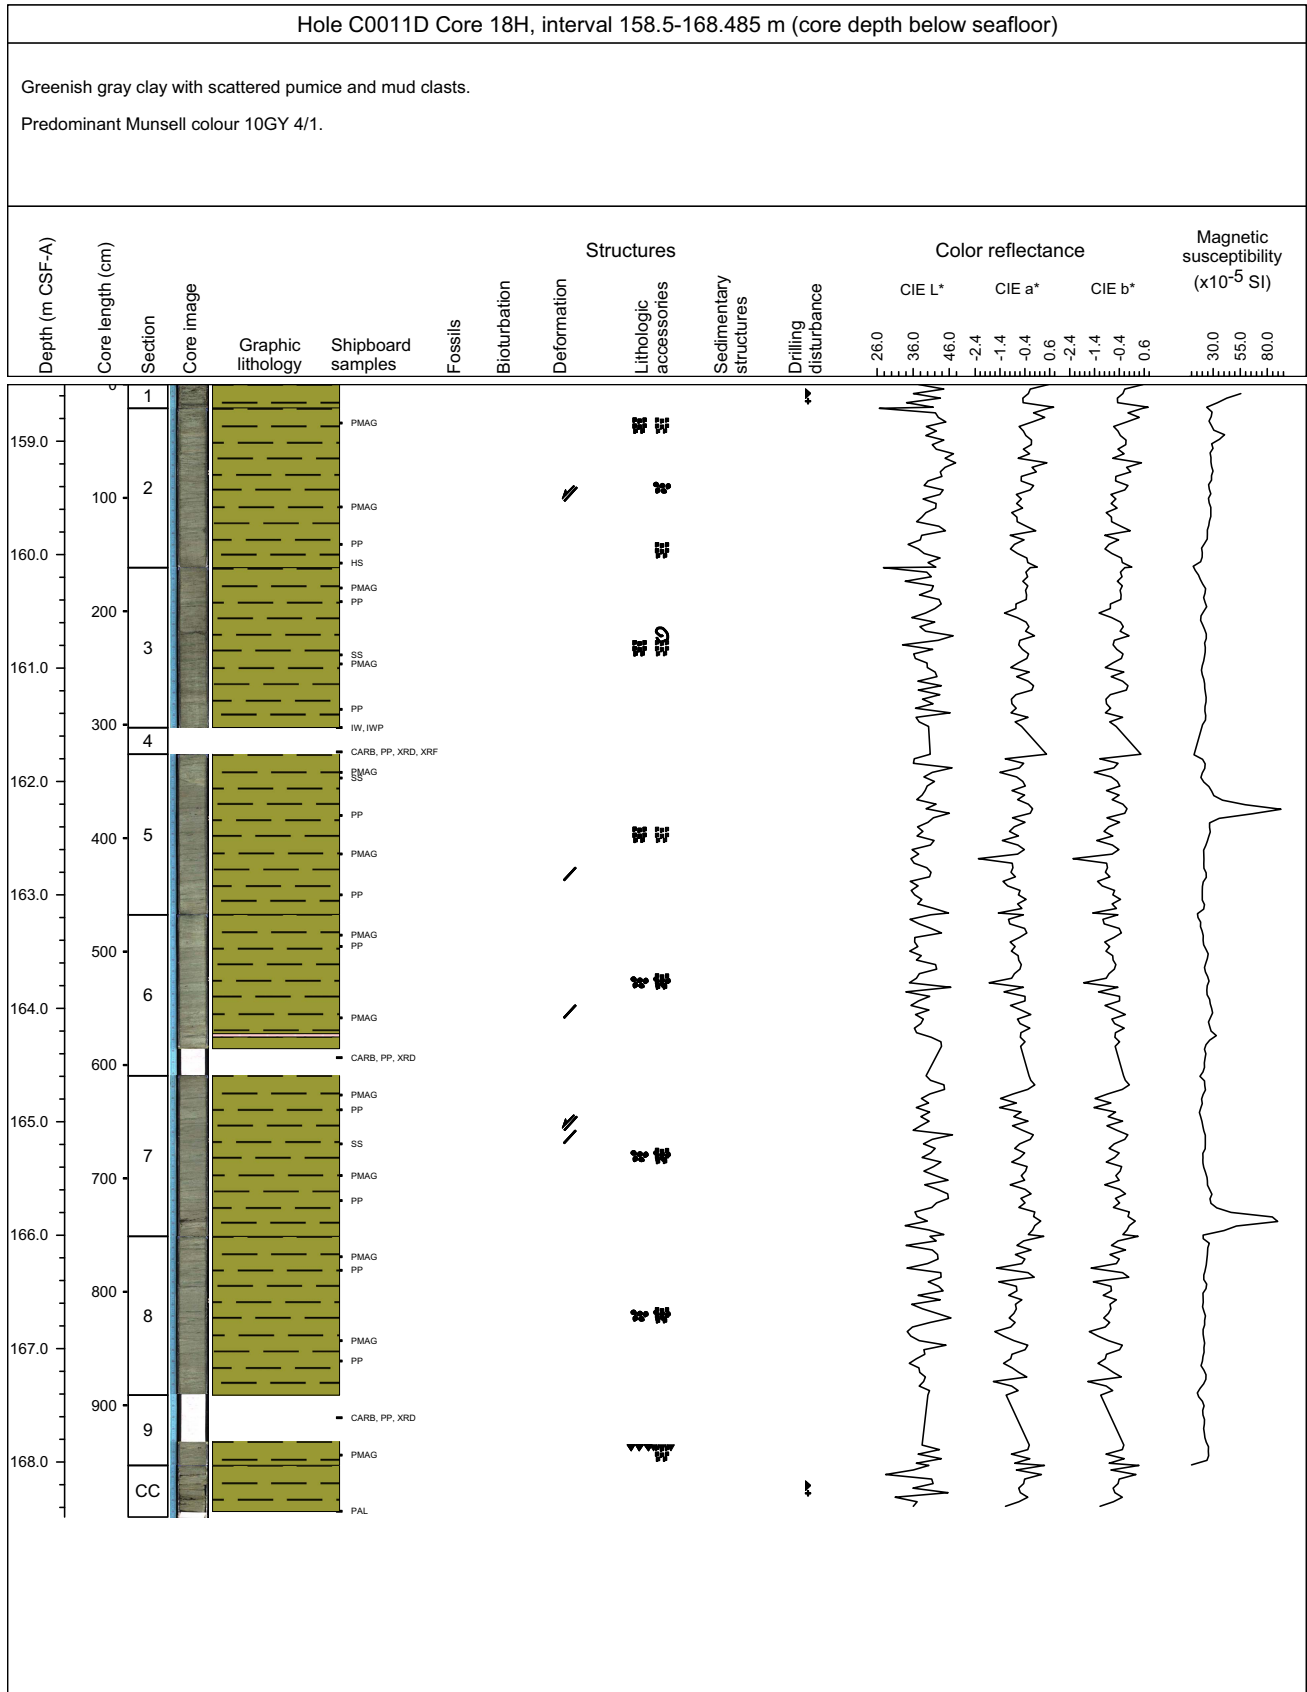 Hole C0011D Core 18H, interval 158.5-168.485 m (core depth below seafloor)
Greenish gray clay with scattered pumice and mud clasts.
Predominant Munsell colour 10GY 4/1.
Depth (m CSF-A)
Core length (cm)
Section
Core image
Graphic lithology
Shipboard samples
Fossils
Bioturbation
Structures
Deformation
Lithologic accessories
Sedimentary structures
Drilling disturbance
Color reflectance
CIE L*
CIE a*
CIE b*
Magnetic susceptibility (x10-5 SI)
26.0 36.0 46.0
-2.4 -1.4 -0.4 0.6
-2.4 -1.4 -0.4 0.6
30.0 55.0 80.0
0
1
PMAG
159.0
2
100
PMAG
PP
160.0
HS
PMAG
PP
200
3
SS
PMAG
161.0
PP
300
IW, IWP
4
CARB, PP, XRD, XRF
PMAG
SS
162.0
PP
400
5
PMAG
PP
163.0
PMAG
PP
500
6
164.0
PMAG
CARB, PP, XRD
600
PMAG
PP
165.0
SS
7
PMAG
700
PP
166.0
PMAG
PP
800
8
PMAG
167.0
PP
900
CARB, PP, XRD
9
PMAG
168.0
CC
PAL